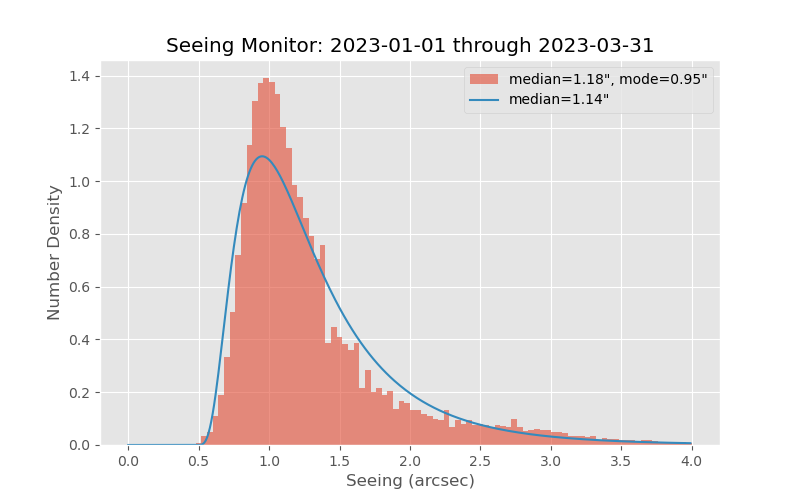 Seeing Monitor: 2023-01-01 through 2023-03-31
median=1.18", mode=0.95"
median=1.14"
Number Density
1.4
1.2
1.0
0.8
0.6
0.4
0.2
0.0
0.0 0.5 1.0 1.5 2.0 2.5 3.0 3.5 4.0
Seeing (arcsec)